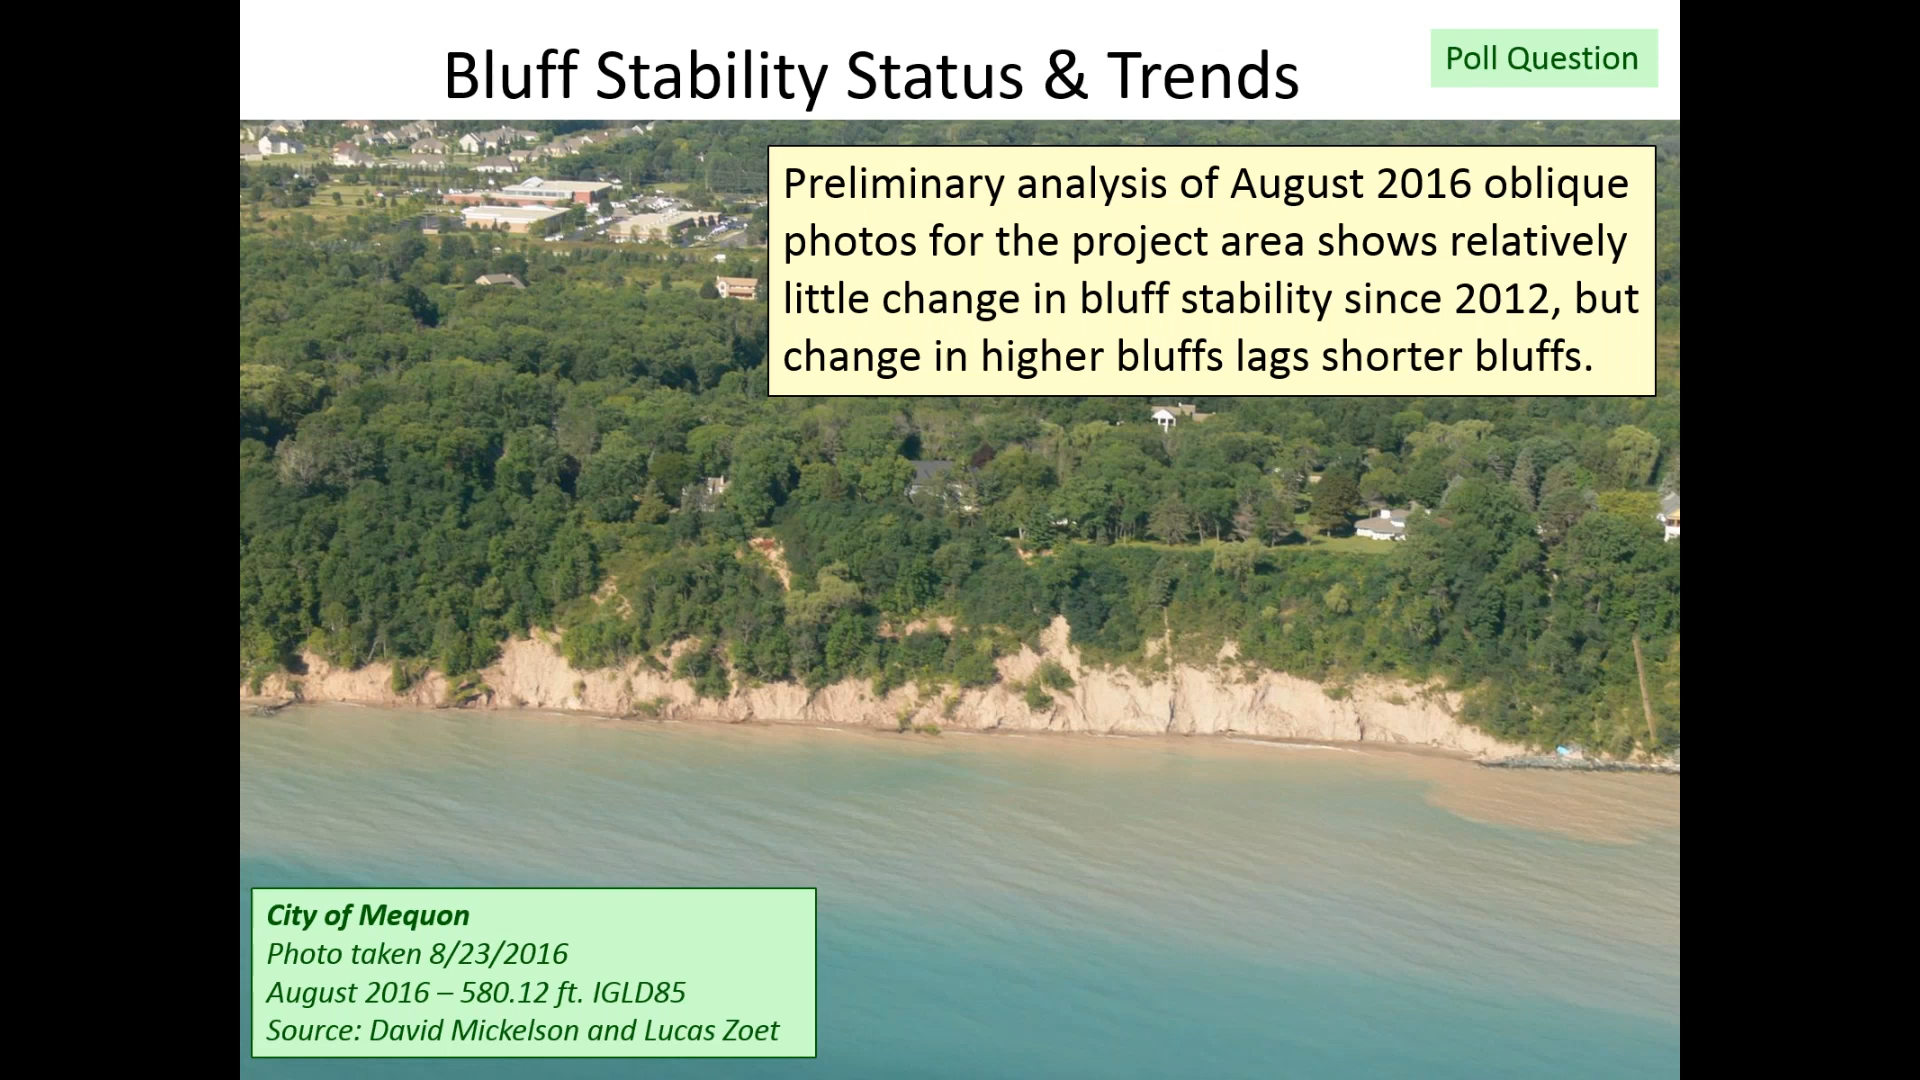 Bluff Stability Status & Trends
Poll Question
Preliminary analysis of August 2016 oblique
photos for the project area shows relatively
little change in bluff stability since 2012, but
change in higher bluffs lags shorter bluffs.
City of Mequon
Photo taken 8/23/2016
August 2016 – 580.12 ft. IGLD85
Source: David Mickelson and Lucas Zoet